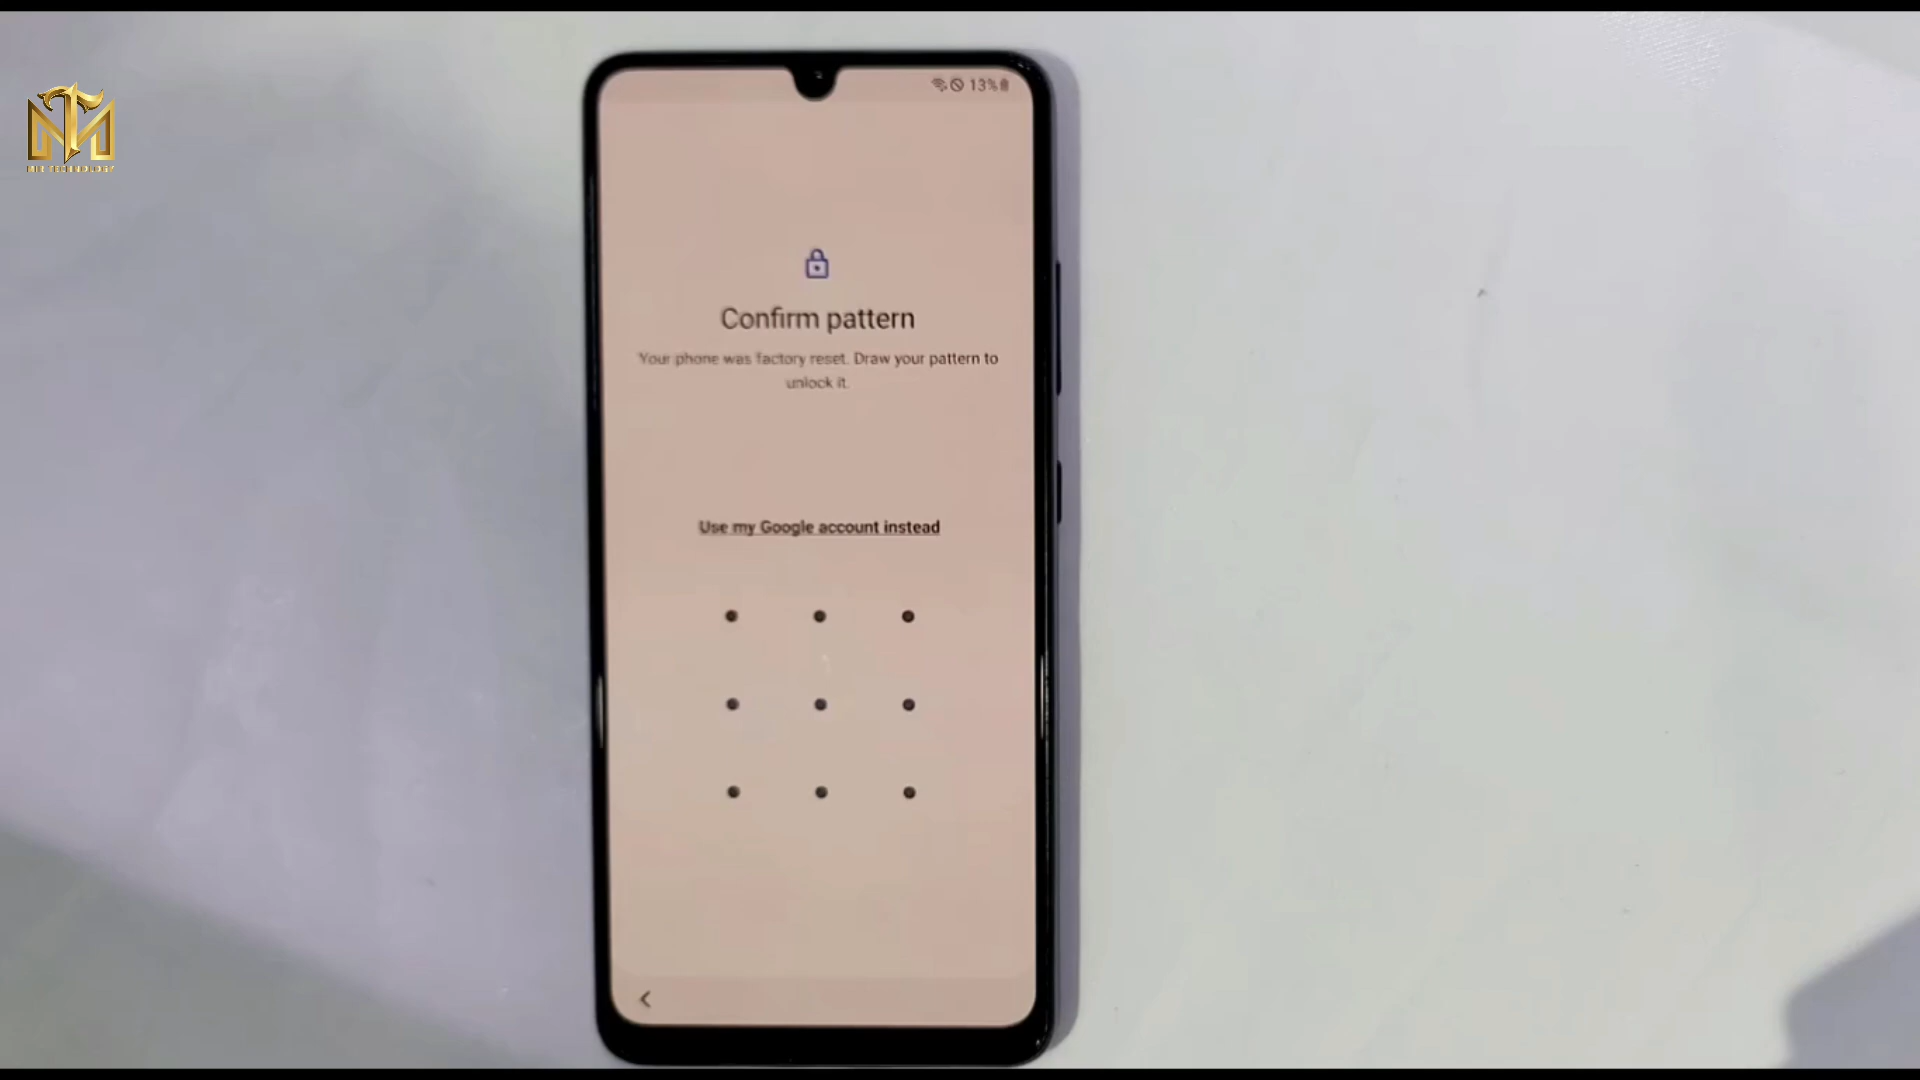 13%
Confirm pattern
Your phone was factory reset. Draw your pattern to
unlock it.
Use my Google account instead